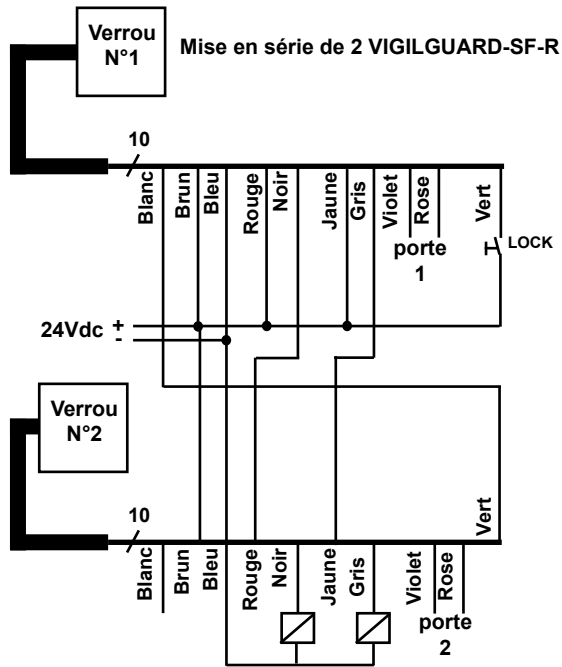 Verrou
N°1
Mise en série de 2 VIGILGUARD-SF-R
10
Blanc
Brun
Bleu
Rouge
Noir
Jaune
Gris
Violet
Rose
Vert
porte
1
LOCK
24Vdc +
-
Verrou
N°2
10
Vert
Blanc
Brun
Bleu
Rouge
Noir
Jaune
Gris
Violet
Rose
porte
2